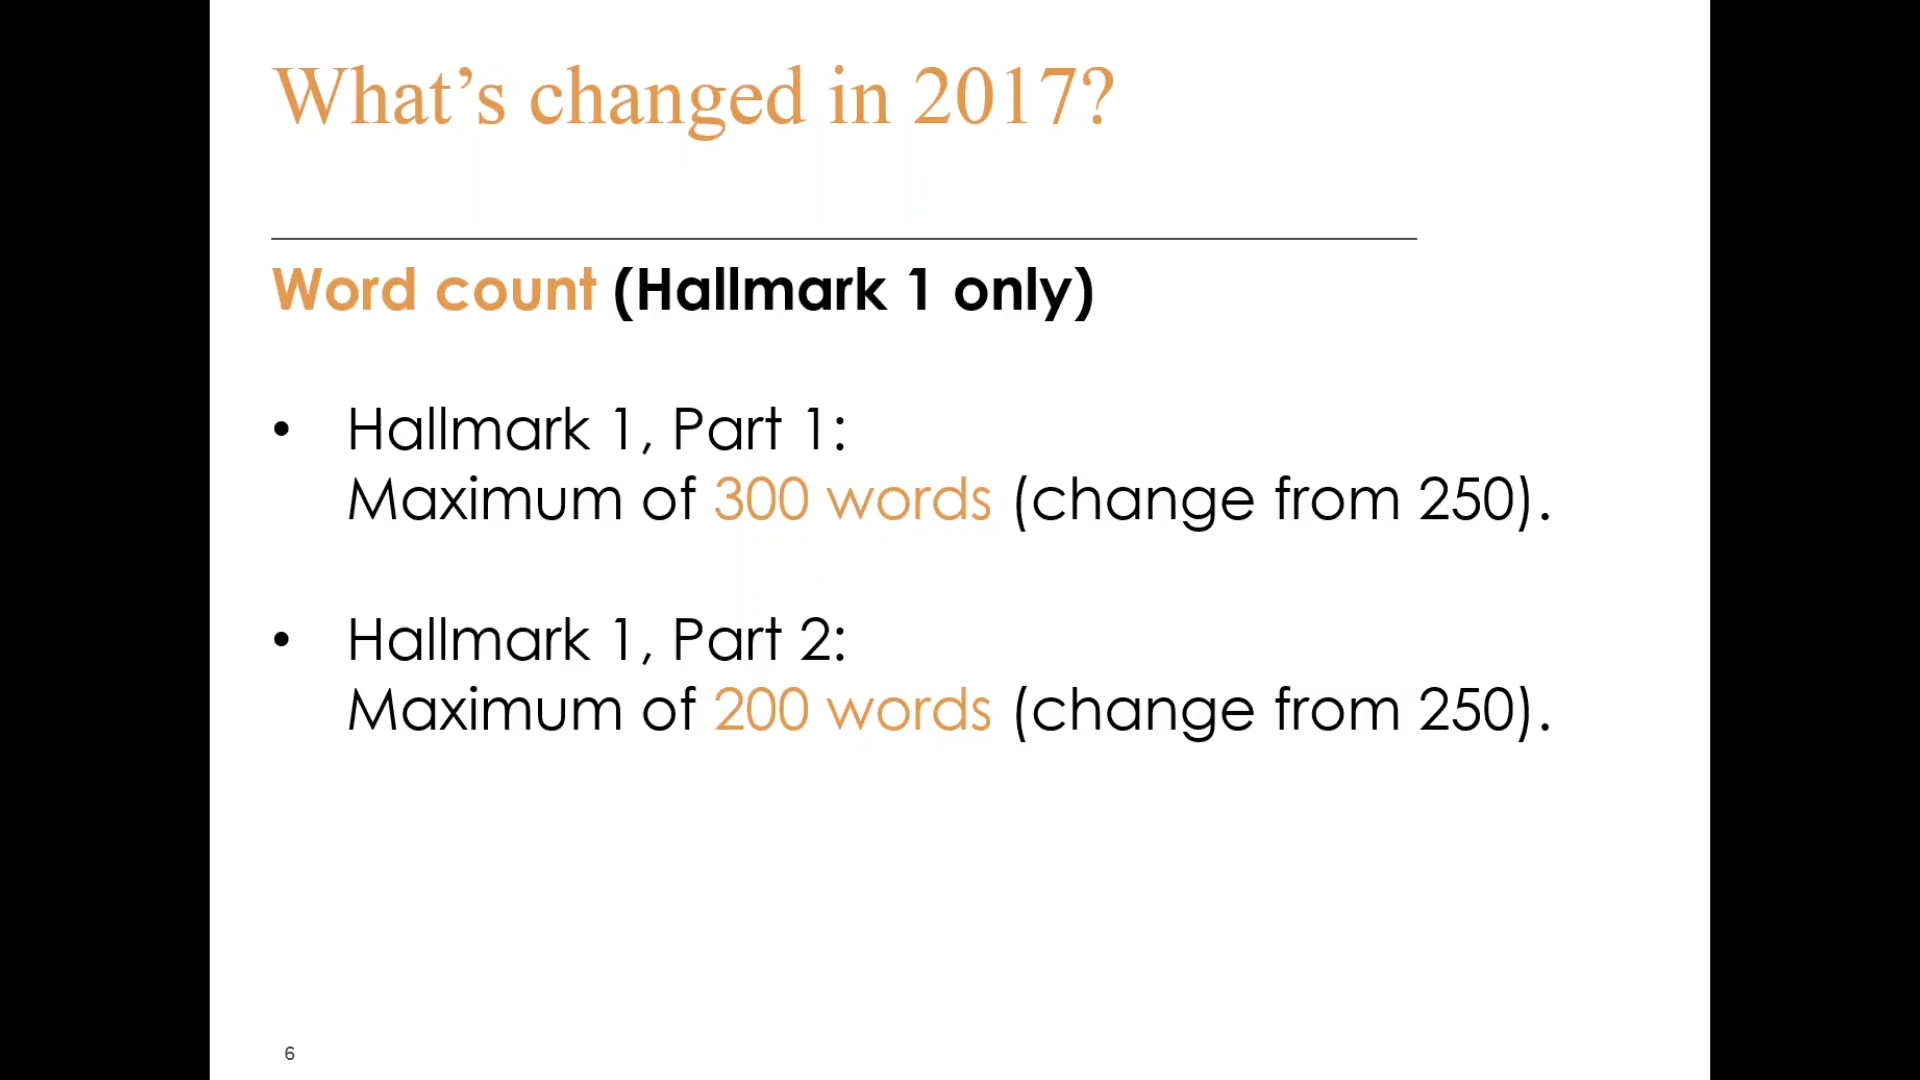 What’s changed in 2017?
Word count (Hallmark 1 only)
• Hallmark 1, Part 1:
Maximum of 300 words (change from 250).
• Hallmark 1, Part 2:
Maximum of 200 words (change from 250).
6